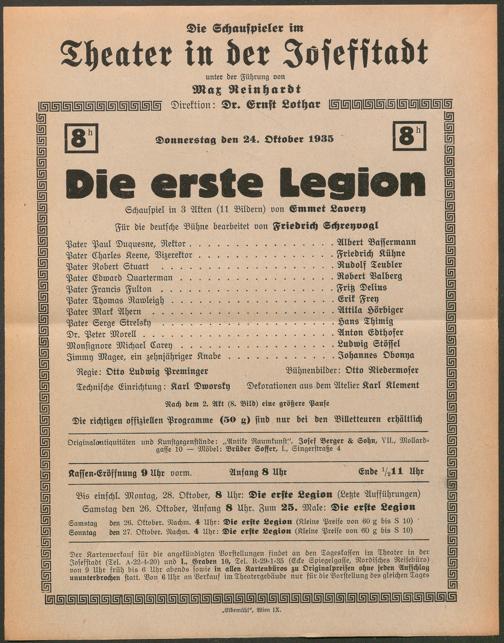 Die Schauspieler im
Theater in der Josefstadt
unter der Führung von
Max Reinhardt
Direktion: Dr. Ernst Lothar
8h
Donnerstag den 24. Oktober 1935
8h
Die erste Legion
Schauspiel in 3 Akten (11 Bildern) von Emmet Lavery
Für die deutsche Bühne bearbeitet von Friedrich Schreyvogl
Pater Paul Duquesne, Rektor . . . Albert Bassermann
Pater Charles Keene, Vizerektor . . . Friedrich Kühne
Pater Robert Stuart . . . Rudolf Teubler
Pater Edward Quarterman . . . Robert Valberg
Pater Francis Fulton . . . Fritz Delius
Pater Thomas Rawleigh . . . Erik Frey
Pater Mark Ahern . . . Attila Hörbiger
Pater Serge Strelsky . . . Hans Thimig
Dr. Peter Morell . . . Anton Edthofer
Monsignore Michael Carey . . . Ludwig Stössel
Jimmy Magee, ein zehnjähriger Knabe . . . Johannes Obonya
Regie: Otto Ludwig Preminger Bühnenbilder: Otto Niedermoser
Technische Einrichtung: Karl Dworsky Dekorationen aus dem Atelier Karl Klement
Nach dem 2. Akt (8. Bild) eine größere Pause
Die richtigen offiziellen Programme (50 g) sind nur bei den Billetteuren erhältlich
Originalantiquitäten und Kunstgegenstände: „Antike Raumkunst“, Josef Berger & Sohn, VII., Mollard-
gasse 10 — Möbel: Brüder Soffer, I., Singerstraße 4
Kassen-Eröffnung 9 Uhr vorm. Anfang 8 Uhr Ende ½11 Uhr
Bis einschl. Montag, 28. Oktober, 8 Uhr: Die erste Legion (Letzte Aufführungen)
Samstag den 26. Oktober, Anfang 8 Uhr. Zum 25. Male: Die erste Legion
Samstag den 26. Oktober. Nachm. 4 Uhr: Die erste Legion (Kleine Preise von 60 g bis S 10)
Sonntag den 27. Oktober. Nachm. 4 Uhr: Die erste Legion (Kleine Preise von 60 g bis S 10)
Der Kartenverkauf für die angekündigten Vorstellungen findet an den Tageskassen im Theater in der
Josefstadt (Tel. A-22-4-20) und I., Graben 10, Tel. R-29-1-35 (Ecke Spiegelgasse, Nordisches Reisebüro)
von 9 Uhr früh bis 6 Uhr abends sowie in allen Kartenbüros zu Originalpreisen ohne jeden Aufschlag
ununterbrochen statt. Von 6 Uhr an Verkauf im Theatergebäude nur für die Vorstellung des gleichen Tages
„Elbemühl“, Wien IX.